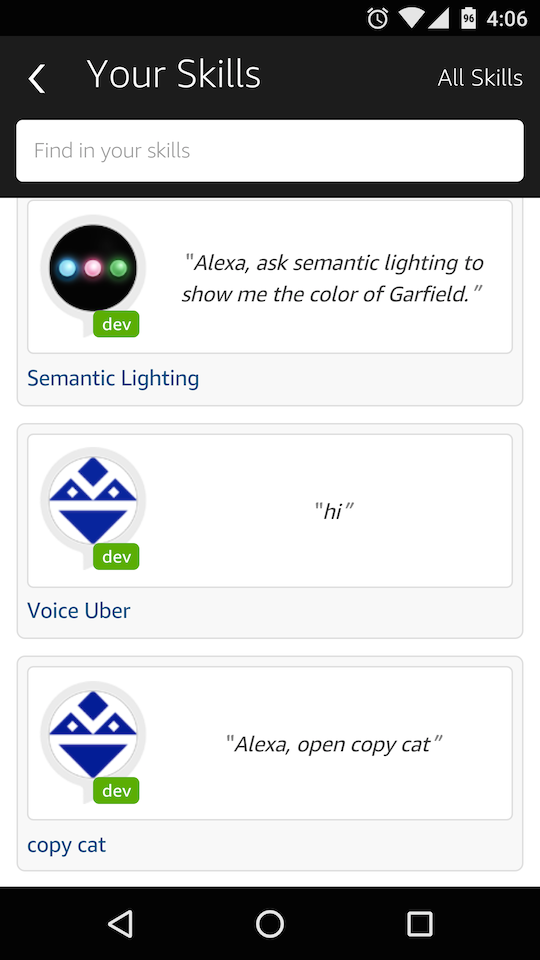 96 4:06
Your Skills All Skills
Find in your skills
"Alexa, ask semantic lighting to
show me the color of Garfield."
dev
Semantic Lighting
"hi"
dev
Voice Uber
"Alexa, open copy cat"
dev
copy cat